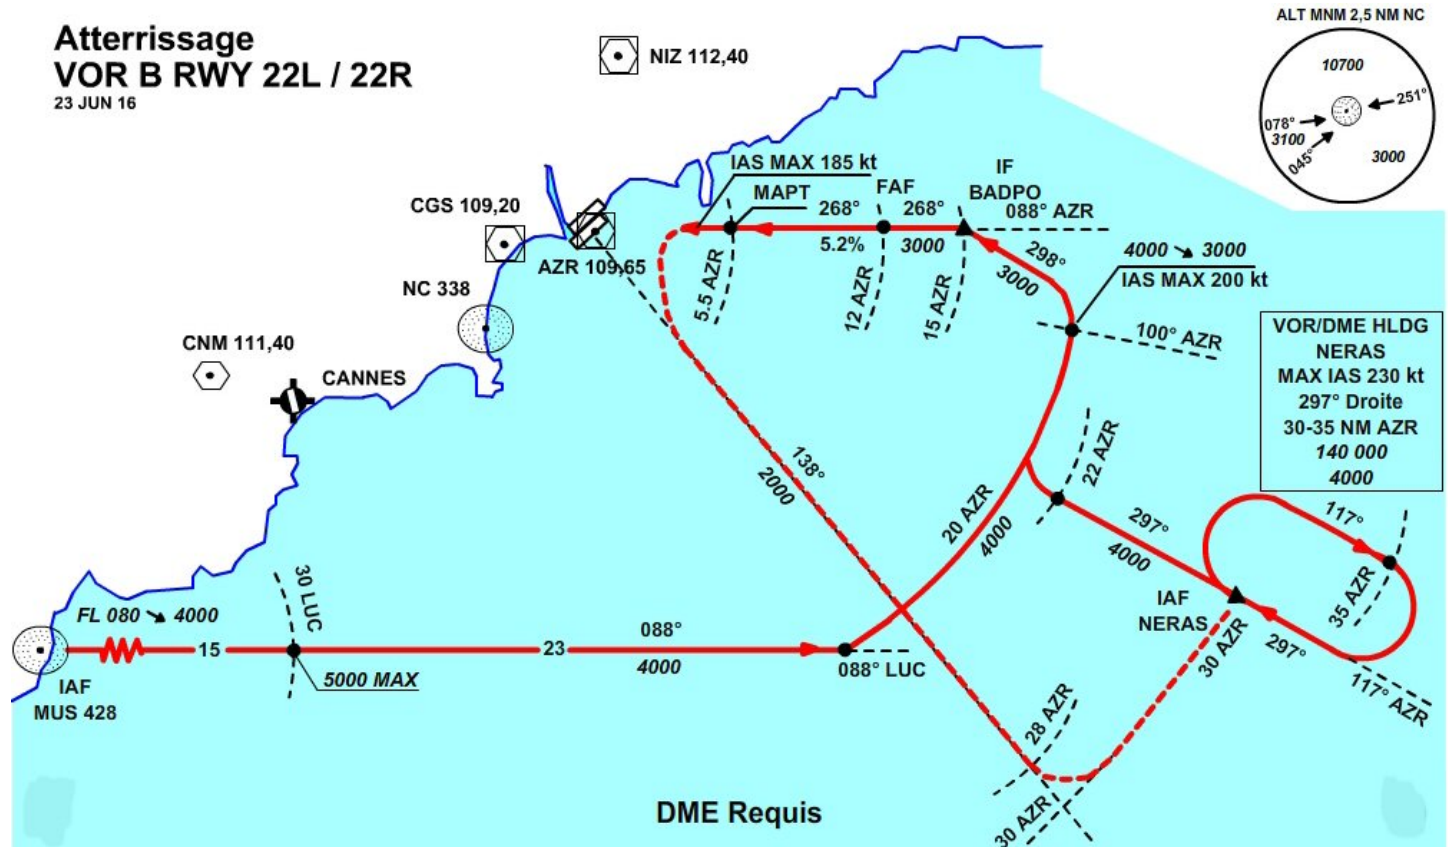 Atterrissage
VOR B RWY 22L / 22R
23 JUN 16
NIZ 112,40
ALT MNM 2,5 NM NC
10700
251°
078°
3100
045°
3000
IAS MAX 185 kt
MAPT
FAF
IF
BADPO
268°
268°
088° AZR
5.2%
3000
298°
3000
4000 ↘ 3000
IAS MAX 200 kt
CGS 109,20
AZR 109,65
5.5 AZR
12 AZR
15 AZR
100° AZR
NC 338
CNM 111,40
CANNES
VOR/DME HLDG
NERAS
MAX IAS 230 kt
297° Droite
30-35 NM AZR
140 000
4000
138°
2000
22 AZR
20 AZR
4000
297°
4000
117°
35 AZR
IAF
NERAS
30 AZR
297°
117° AZR
30 LUC
FL 080 ↘ 4000
15
23
088°
4000
088° LUC
5000 MAX
IAF
MUS 428
28 AZR
30 AZR
DME Requis